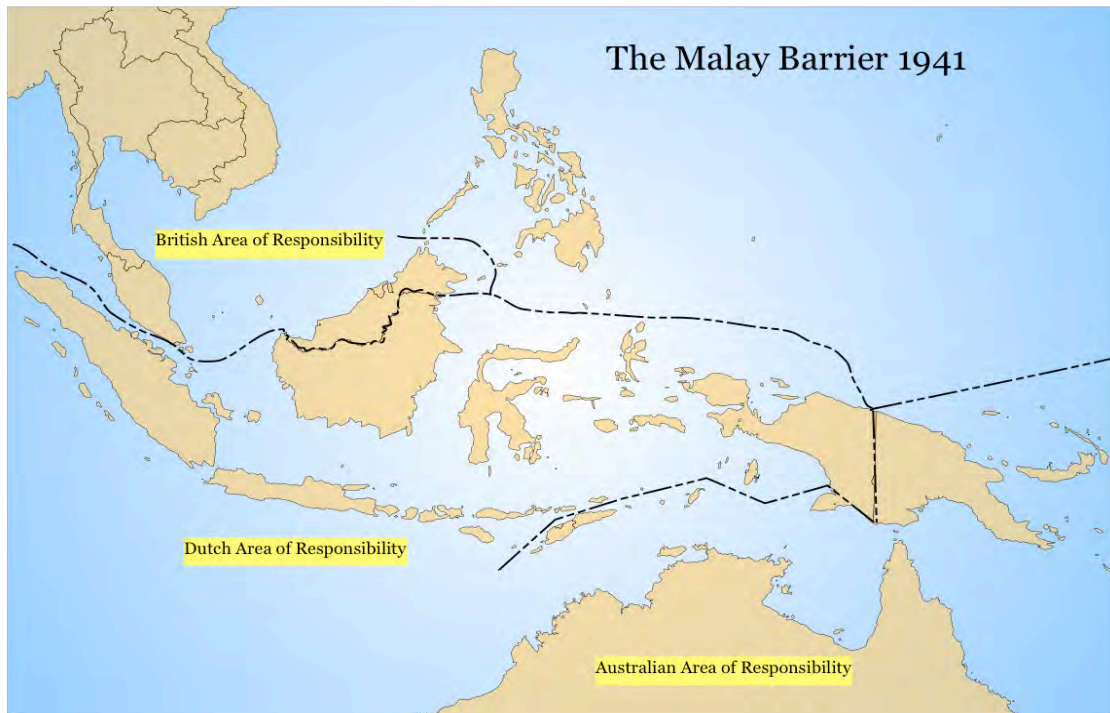 The Malay Barrier 1941
British Area of Responsibility
Dutch Area of Responsibility
Australian Area of Responsibility